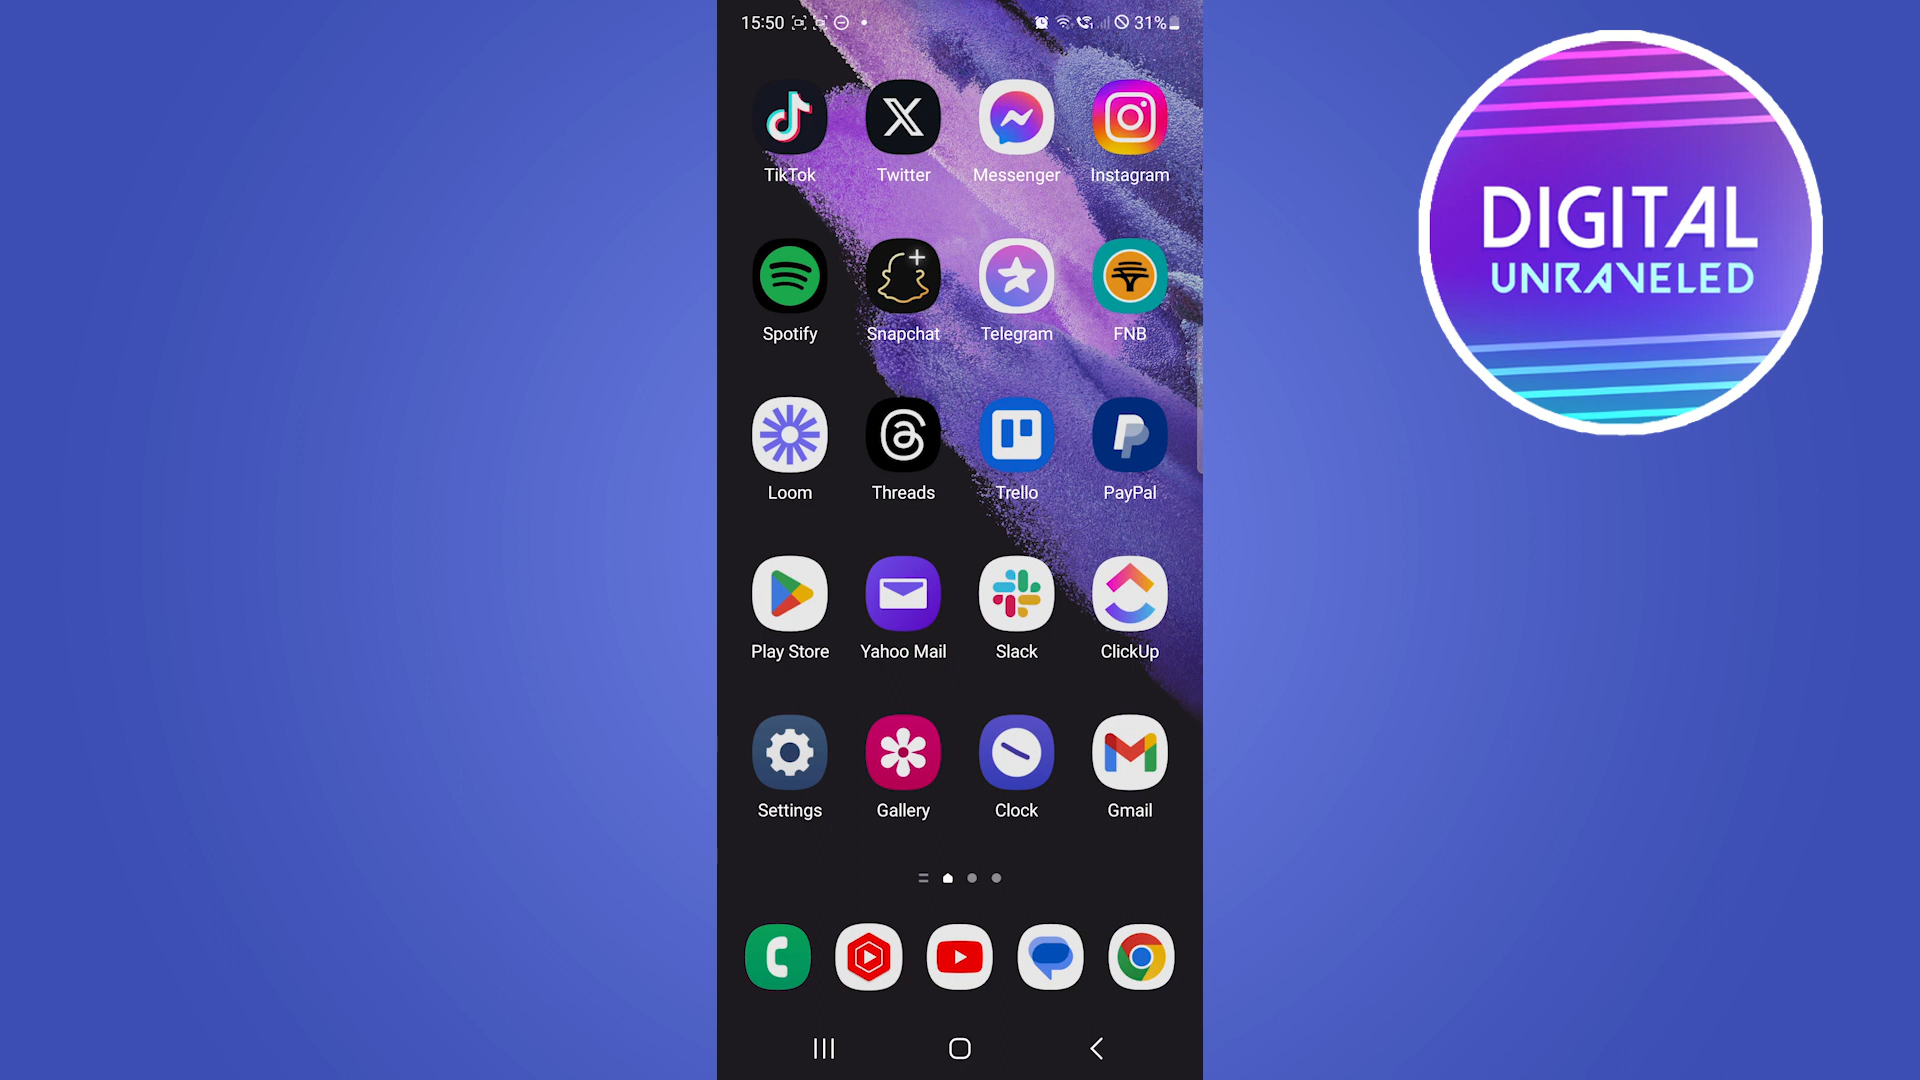 15:50
31%
DIGITAL
UNRAVELED
TikTok
Twitter
Messenger
Instagram
Spotify
Snapchat
Telegram
FNB
Loom
Threads
Trello
PayPal
Play Store
Yahoo Mail
Slack
ClickUp
Settings
Gallery
Clock
Gmail